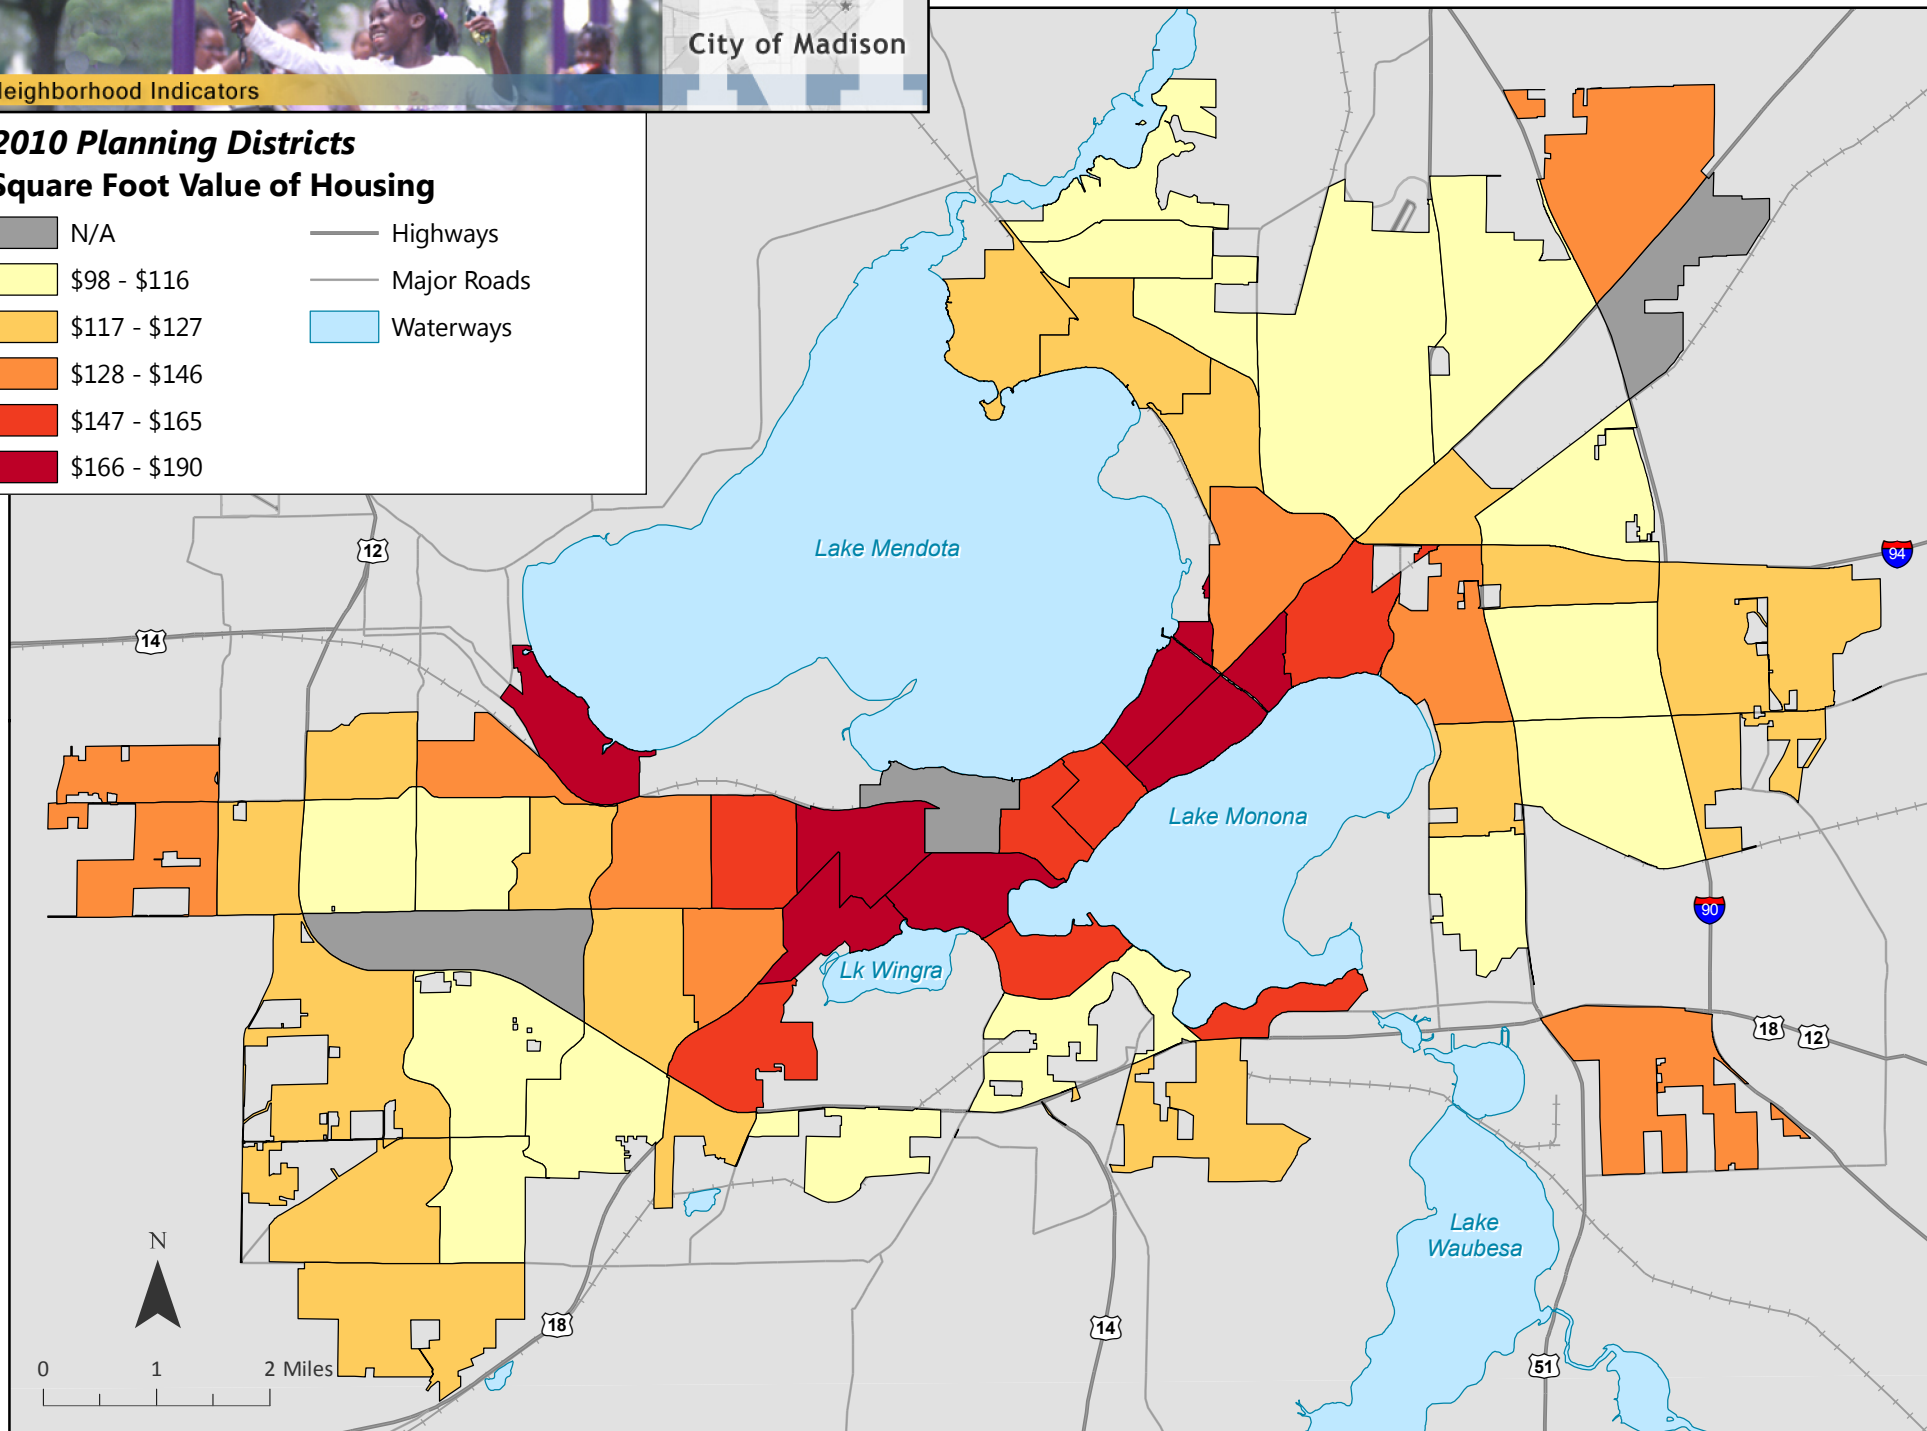 City of Madison
Neighborhood Indicators
2010 Planning Districts
Square Foot Value of Housing
N/A
Highways
$98 - $116
Major Roads
$117 - $127
Waterways
$128 - $146
$147 - $165
$166 - $190
12
Lake Mendota
94
14
Lake Monona
90
Lk Wingra
18
12
Lake
Waubesa
N
18
14
51
0 1 2 Miles